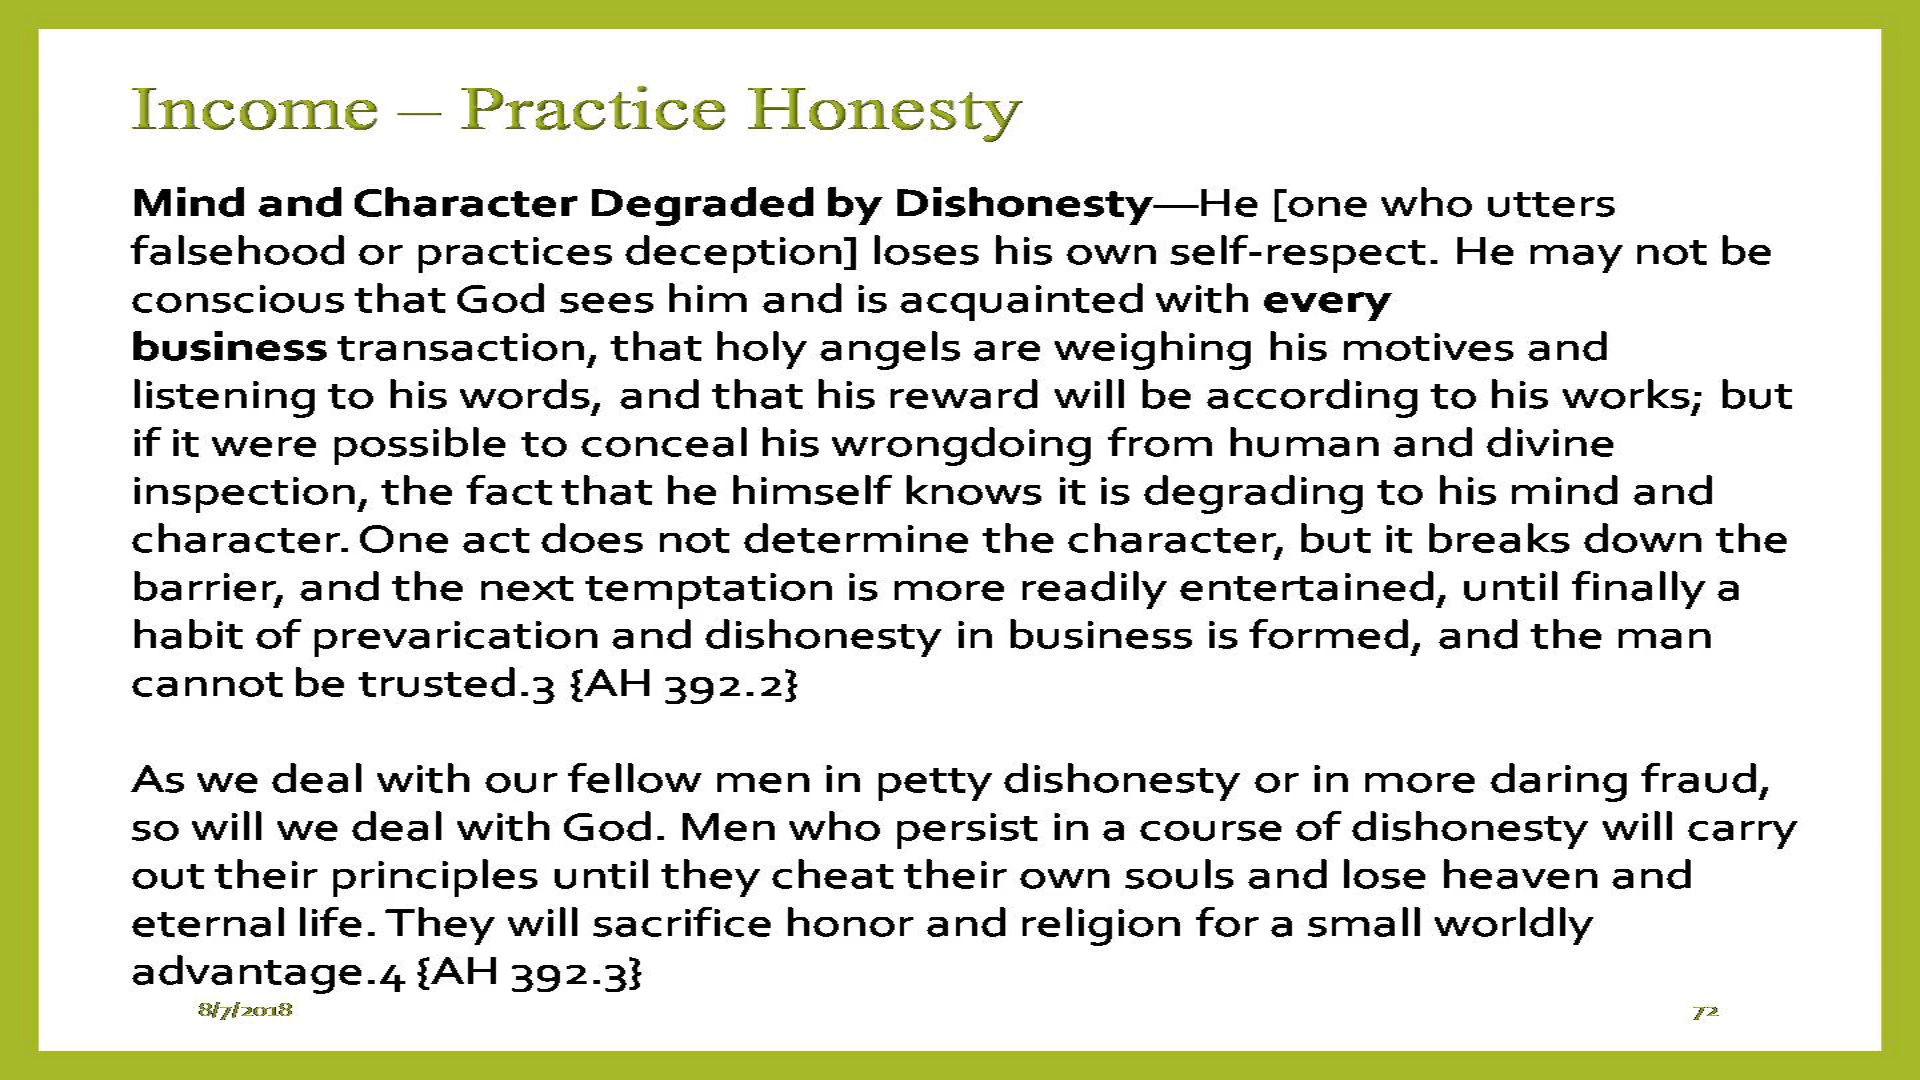 Income – Practice Honesty
Mind and Character Degraded by Dishonesty—He [one who utters
falsehood or practices deception] loses his own self-respect. He may not be
conscious that God sees him and is acquainted with every
business transaction, that holy angels are weighing his motives and
listening to his words, and that his reward will be according to his works; but
if it were possible to conceal his wrongdoing from human and divine
inspection, the fact that he himself knows it is degrading to his mind and
character. One act does not determine the character, but it breaks down the
barrier, and the next temptation is more readily entertained, until finally a
habit of prevarication and dishonesty in business is formed, and the man
cannot be trusted.3 {AH 392.2}
As we deal with our fellow men in petty dishonesty or in more daring fraud,
so will we deal with God. Men who persist in a course of dishonesty will carry
out their principles until they cheat their own souls and lose heaven and
eternal life. They will sacrifice honor and religion for a small worldly
advantage.4 {AH 392.3}
8/7/2018
72